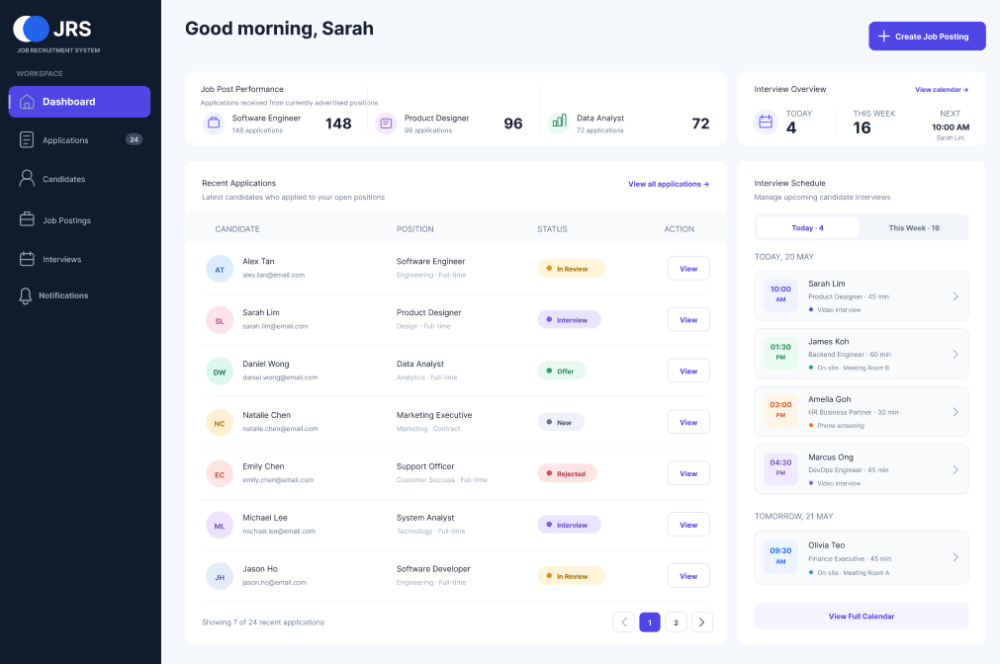 JRS
JOB RECRUITMENT SYSTEM
WORKSPACE
Dashboard
Applications 24
Candidates
Job Postings
Interviews
Notifications
Good morning, Sarah
Create Job Posting
Job Post Performance
Applications received from currently advertised positions
Software Engineer
148 applications
148
Product Designer
96 applications
96
Data Analyst
72 applications
72
Interview Overview
View calendar →
TODAY
4
THIS WEEK
16
NEXT
10:00 AM
Sarah Lim
Recent Applications
Latest candidates who applied to your open positions
View all applications →
CANDIDATE POSITION STATUS ACTION
AT Alex Tan Software Engineer In Review View
alex.tan@email.com Engineering · Full-time
SL Sarah Lim Product Designer Interview View
sarah.lim@email.com Design · Full-time
DW Daniel Wong Data Analyst Offer View
daniel.wong@email.com Analytics · Full-time
NC Natalie Chen Marketing Executive New View
natalie.chen@email.com Marketing · Contract
EC Emily Chen Support Officer Rejected View
emily.chen@email.com Customer Success · Full-time
ML Michael Lee System Analyst Interview View
michael.lee@email.com Technology · Full-time
JH Jason Ho Software Developer In Review View
jason.ho@email.com Engineering · Full-time
Showing 7 of 24 recent applications
1 2
Interview Schedule
Manage upcoming candidate interviews
Today · 4 This Week · 16
TODAY, 20 MAY
10:00 AM
Sarah Lim
Product Designer · 45 min
Video interview
01:30 PM
James Koh
Backend Engineer · 60 min
On-site · Meeting Room B
03:00 PM
Amelia Goh
HR Business Partner · 30 min
Phone screening
04:30 PM
Marcus Ong
DevOps Engineer · 45 min
Video interview
TOMORROW, 21 MAY
09:30 AM
Olivia Teo
Finance Executive · 45 min
On-site · Meeting Room A
View Full Calendar